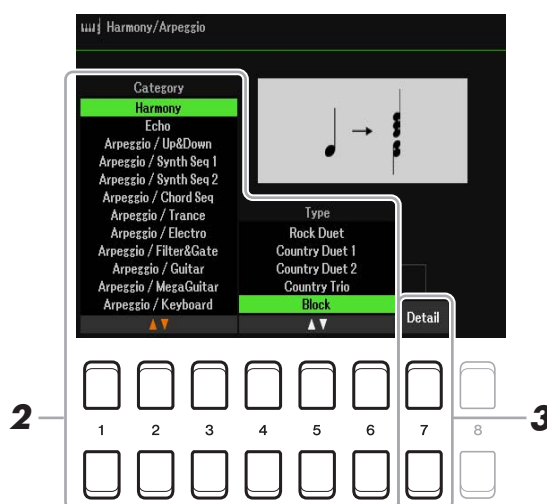 Harmony/Arpeggio
Category
Harmony
Echo
Arpeggio / Up&Down
Arpeggio / Synth Seq 1
Arpeggio / Synth Seq 2
Arpeggio / Chord Seq
Arpeggio / Trance
Arpeggio / Electro
Arpeggio / Filter&Gate
Arpeggio / Guitar
Arpeggio / MegaGuitar
Arpeggio / Keyboard
Type
Rock Duet
Country Duet 1
Country Duet 2
Country Trio
Block
Detail
2
1 2 3 4 5 6 7 8
3